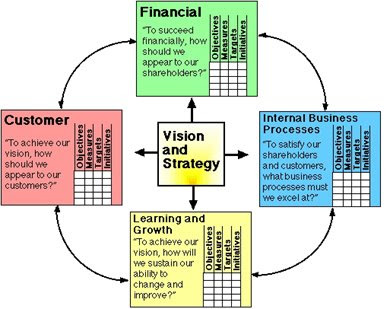 Financial
"To succeed
financially, how
should we
appear to our
shareholders?"
Objectives
Measures
Targets
Initiatives
Customer
"To achieve our
vision, how
should we
appear to our
customers?"
Objectives
Measures
Targets
Initiatives
Vision
and
Strategy
Internal Business
Processes
"To satisfy our
shareholders
and customers,
what business
processes must
we excel at?"
Objectives
Measures
Targets
Initiatives
Learning and
Growth
"To achieve our
vision, how will
we sustain our
ability to
change and
improve?"
Objectives
Measures
Targets
Initiatives